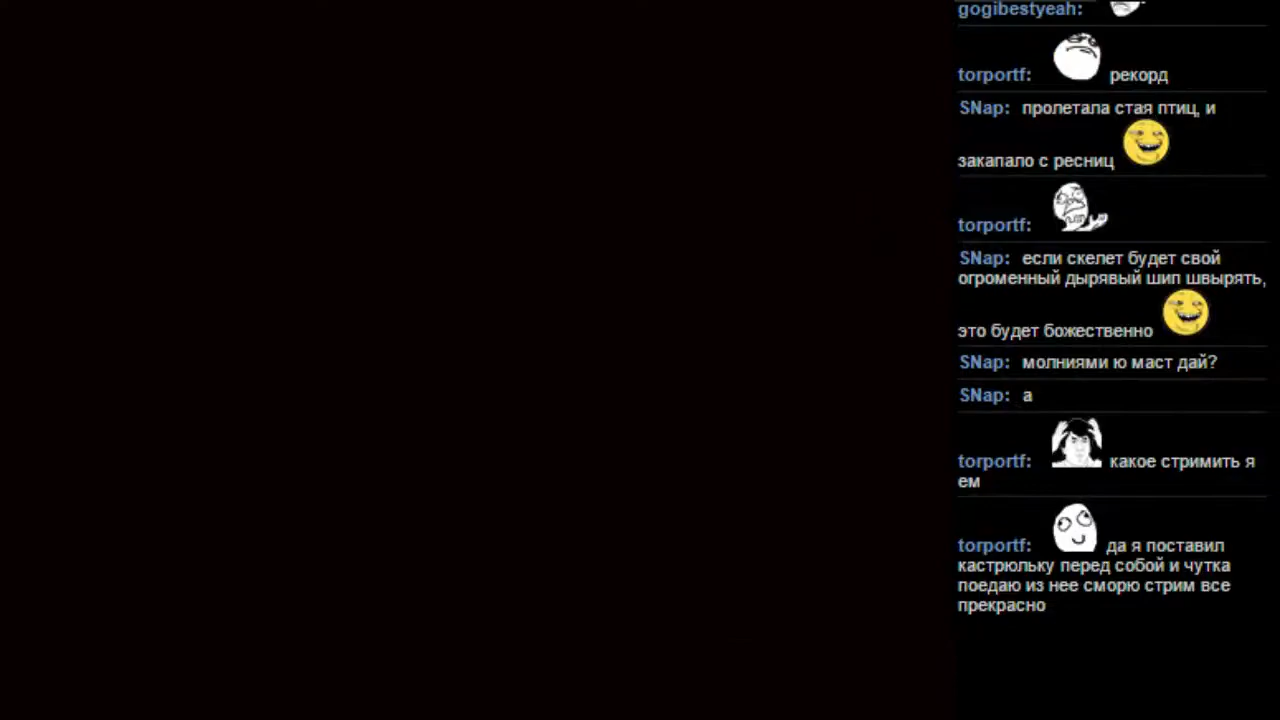 gogibestyeah:
torportf: рекорд
SNap: пролетала стая птиц, и
закапало с ресниц
torportf:
SNap: если скелет будет свой
огроменный дырявый шип швырять,
это будет божественно
SNap: молниями ю маст дай?
SNap: а
torportf: какое стримить я
ем
torportf: да я поставил
кастрюльку перед собой и чутка
поедаю из нее сморю стрим все
прекрасно